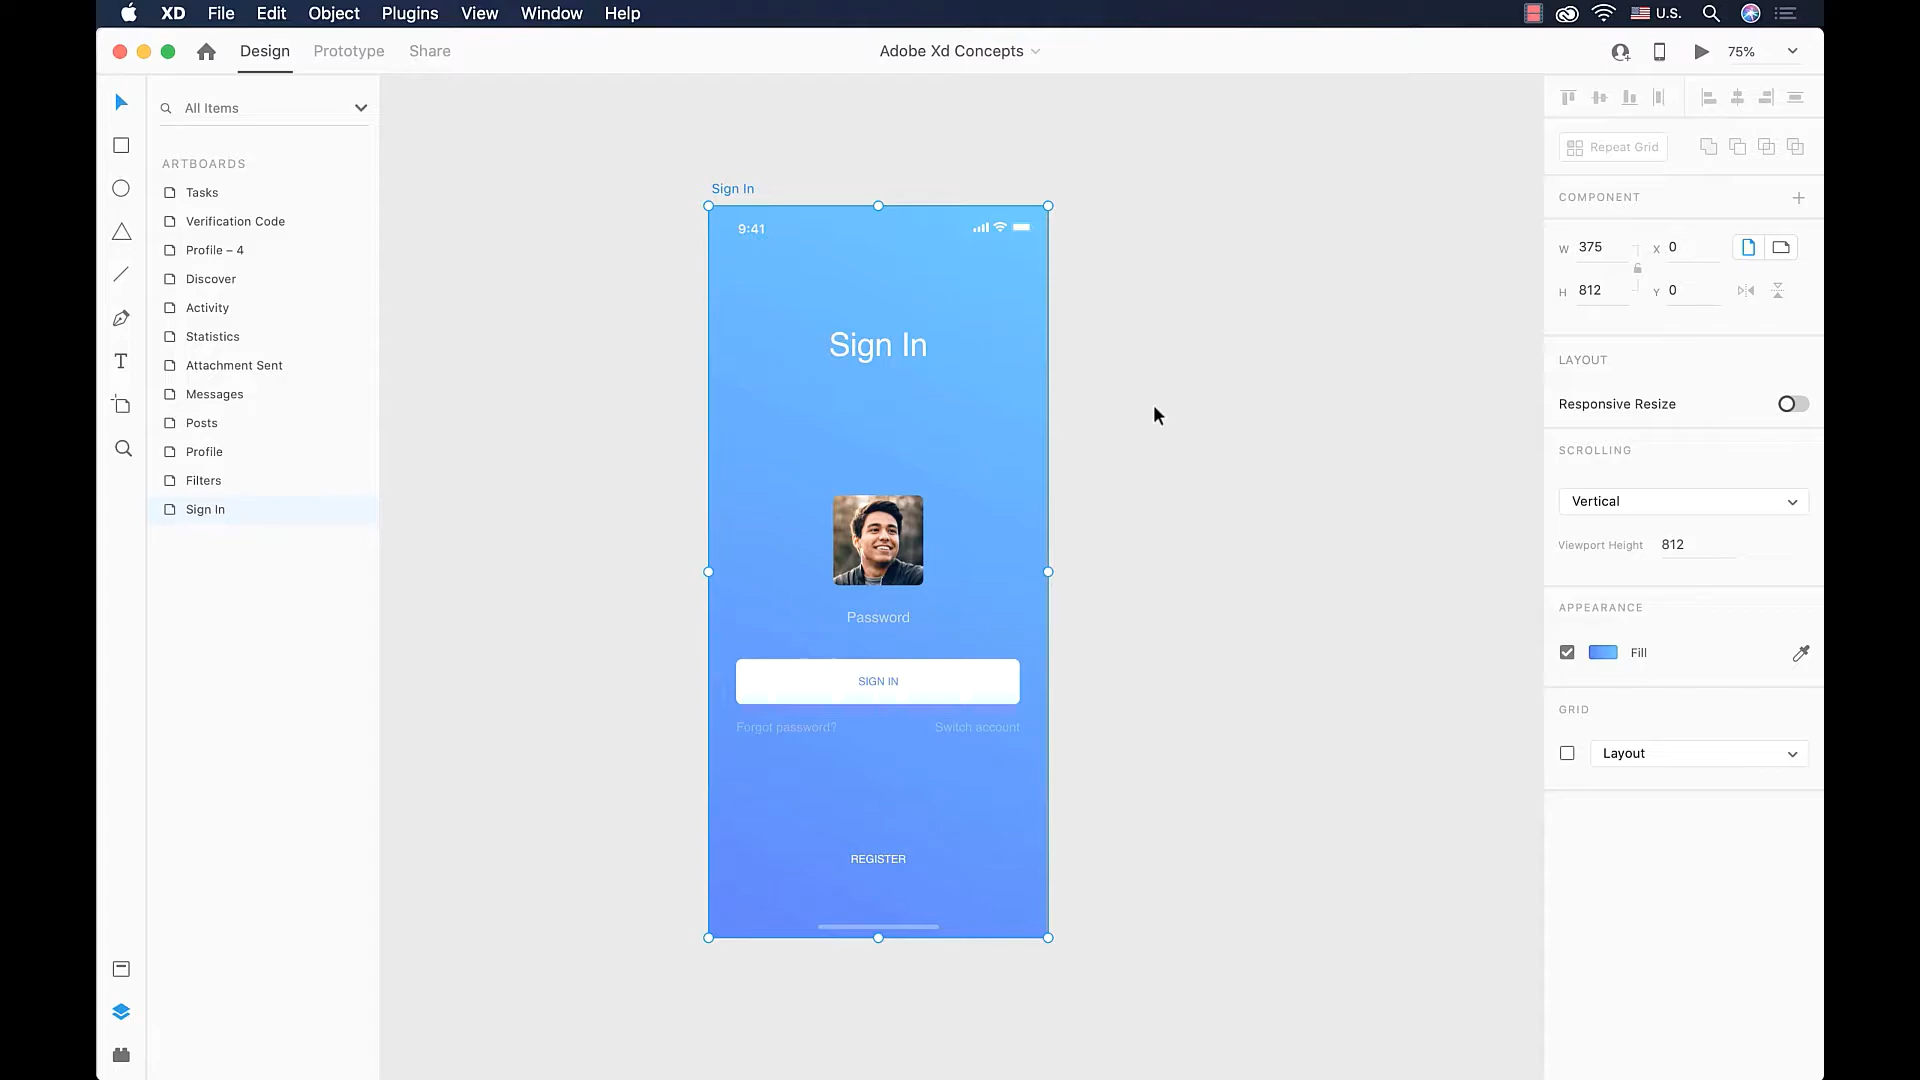 XD File Edit Object Plugins View Window Help U.S.
Design Prototype Share Adobe Xd Concepts 75%
All Items
ARTBOARDS
Tasks
Verification Code
Profile – 4
Discover
Activity
Statistics
Attachment Sent
Messages
Posts
Profile
Filters
Sign In
Sign In
9:41
Sign In
Password
SIGN IN
Forgot password? Switch account
REGISTER
Repeat Grid
COMPONENT
W 375 X 0
H 812 Y 0
LAYOUT
Responsive Resize
SCROLLING
Vertical
Viewport Height 812
APPEARANCE
Fill
GRID
Layout